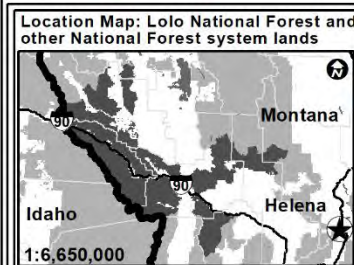 Location Map: Lolo National Forest and
other National Forest system lands
Montana
90
90
Idaho
Helena
1:6,650,000